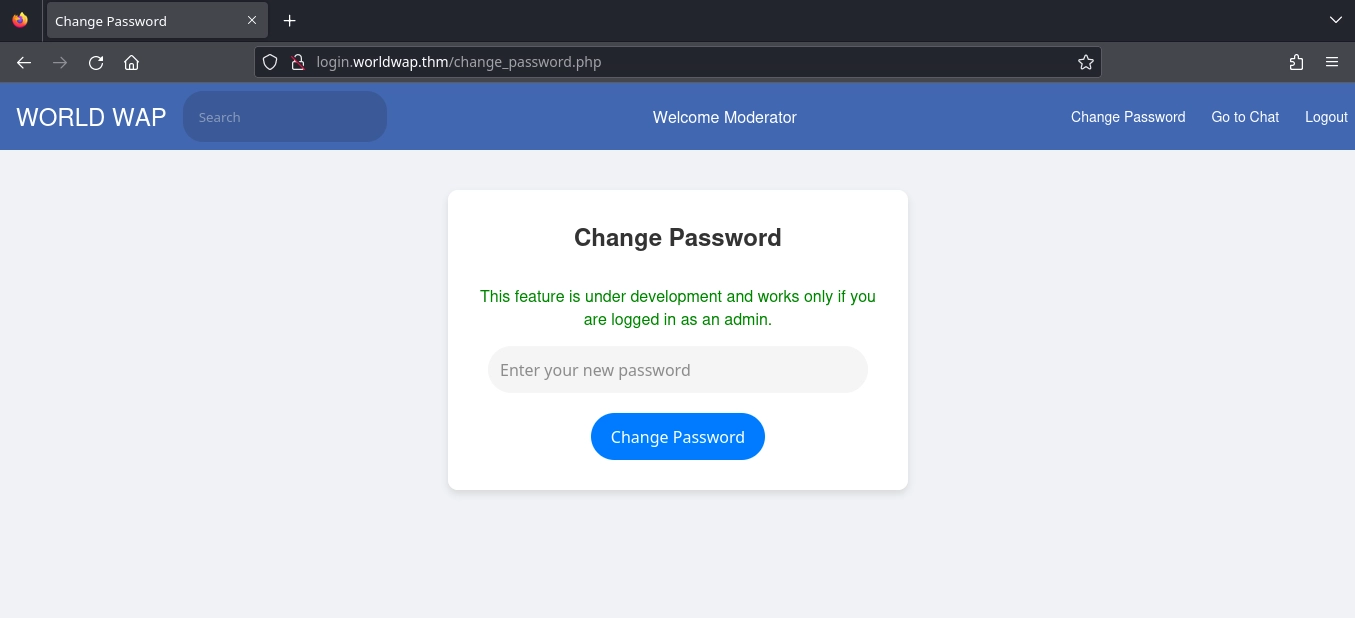 Change Password
login.worldwap.thm/change_password.php
WORLD WAP Search Welcome Moderator Change Password Go to Chat Logout
Change Password
This feature is under development and works only if you
are logged in as an admin.
Enter your new password
Change Password